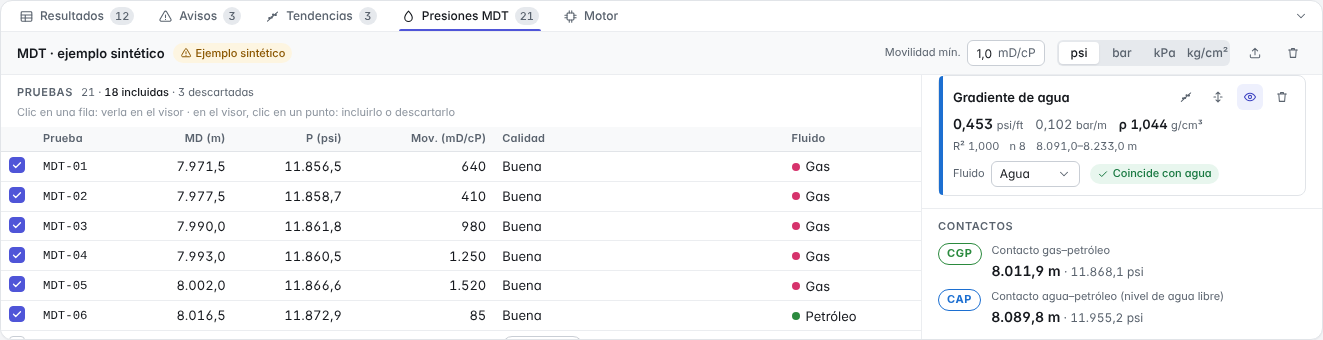 Resultados 12 Avisos 3 Tendencias 3 Presiones MDT 21 Motor
MDT · ejemplo sintético Ejemplo sintético Movilidad mín. 1,0 mD/cP psi bar kPa kg/cm²
PRUEBAS 21 · 18 incluidas · 3 descartadas
Clic en una fila: verla en el visor · en el visor, clic en un punto: incluirlo o descartarlo
Prueba MD (m) P (psi) Mov. (mD/cP) Calidad Fluido
MDT-01 7.971,5 11.856,5 640 Buena Gas
MDT-02 7.977,5 11.858,7 410 Buena Gas
MDT-03 7.990,0 11.861,8 980 Buena Gas
MDT-04 7.993,0 11.860,5 1.250 Buena Gas
MDT-05 8.002,0 11.866,6 1.520 Buena Gas
MDT-06 8.016,5 11.872,9 85 Buena Petróleo
Gradiente de agua
0,453 psi/ft 0,102 bar/m ρ 1,044 g/cm³
R² 1,000 n 8 8.091,0–8.233,0 m
Fluido Agua Coincide con agua
CONTACTOS
CGP Contacto gas–petróleo
8.011,9 m · 11.868,1 psi
CAP Contacto agua–petróleo (nivel de agua libre)
8.089,8 m · 11.955,2 psi